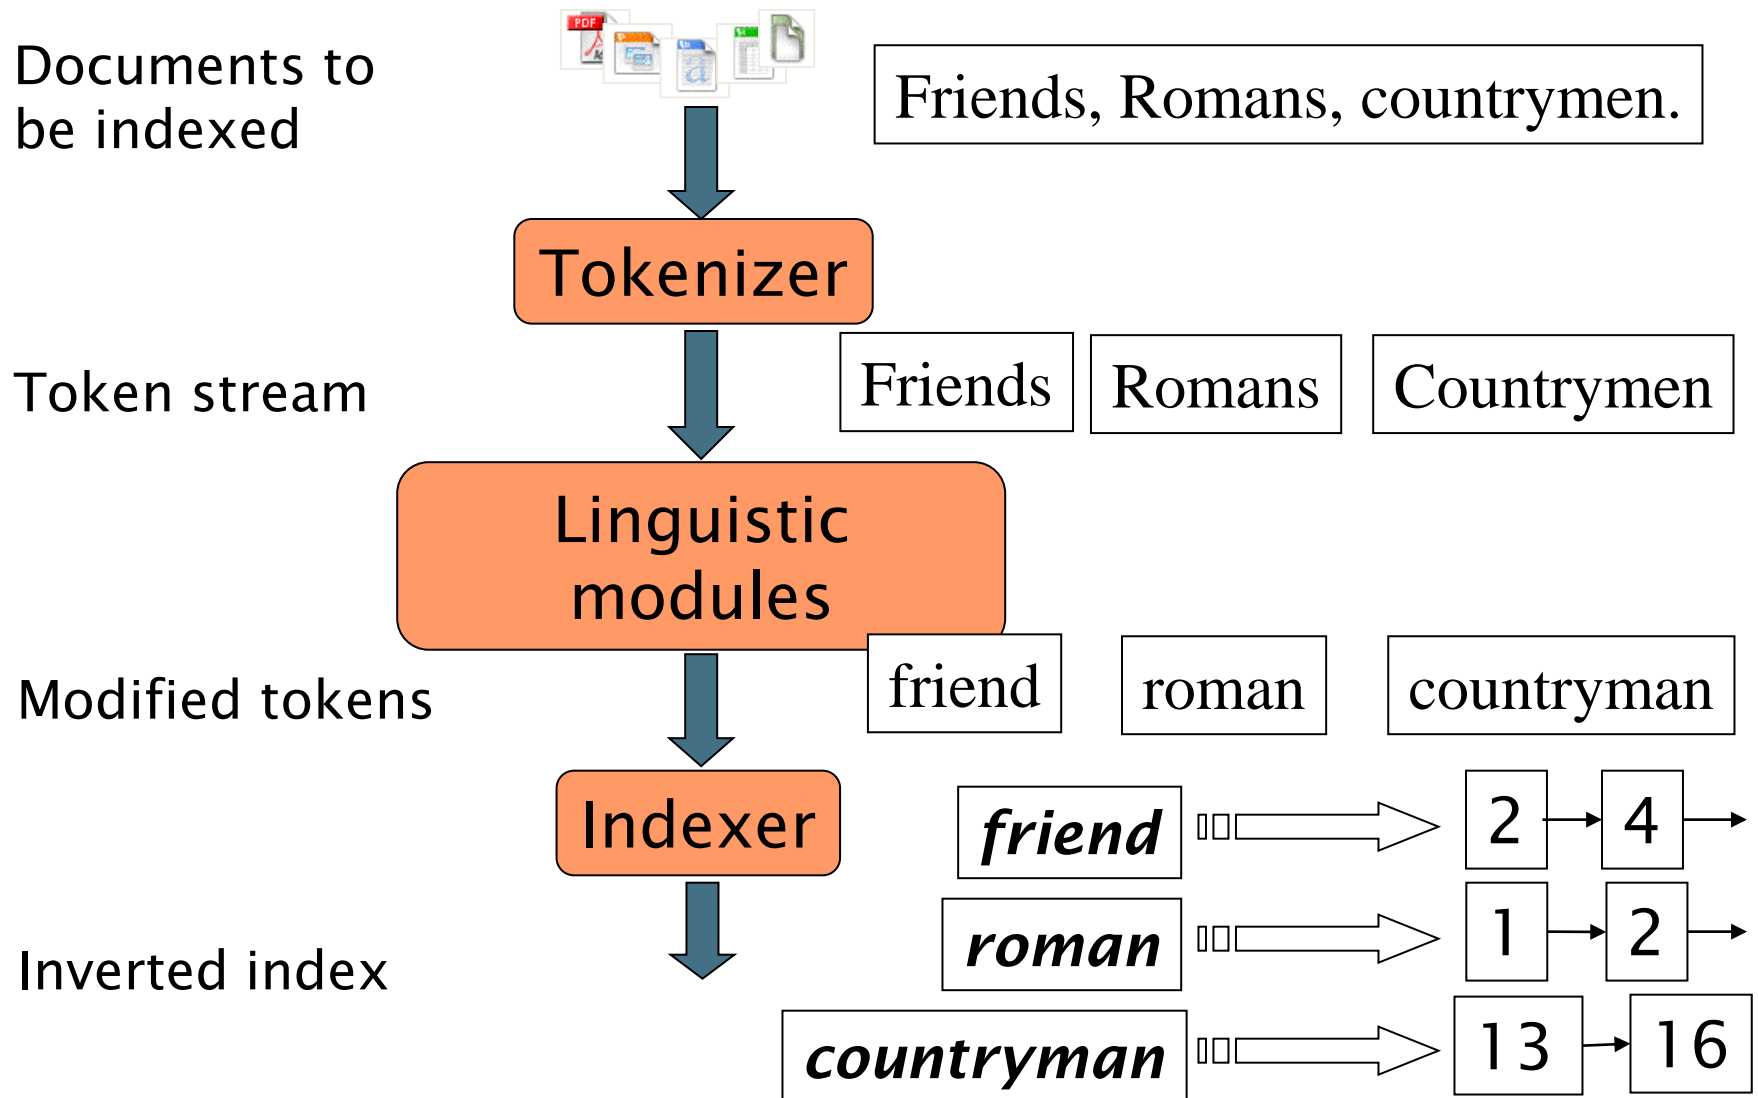 PDF
Documents to
be indexed
Friends, Romans, countrymen.
Tokenizer
Token stream
Friends Romans Countrymen
Linguistic
modules
Modified tokens
friend roman countryman
Indexer
friend 2 4
roman 1 2
Inverted index
countryman 13 16